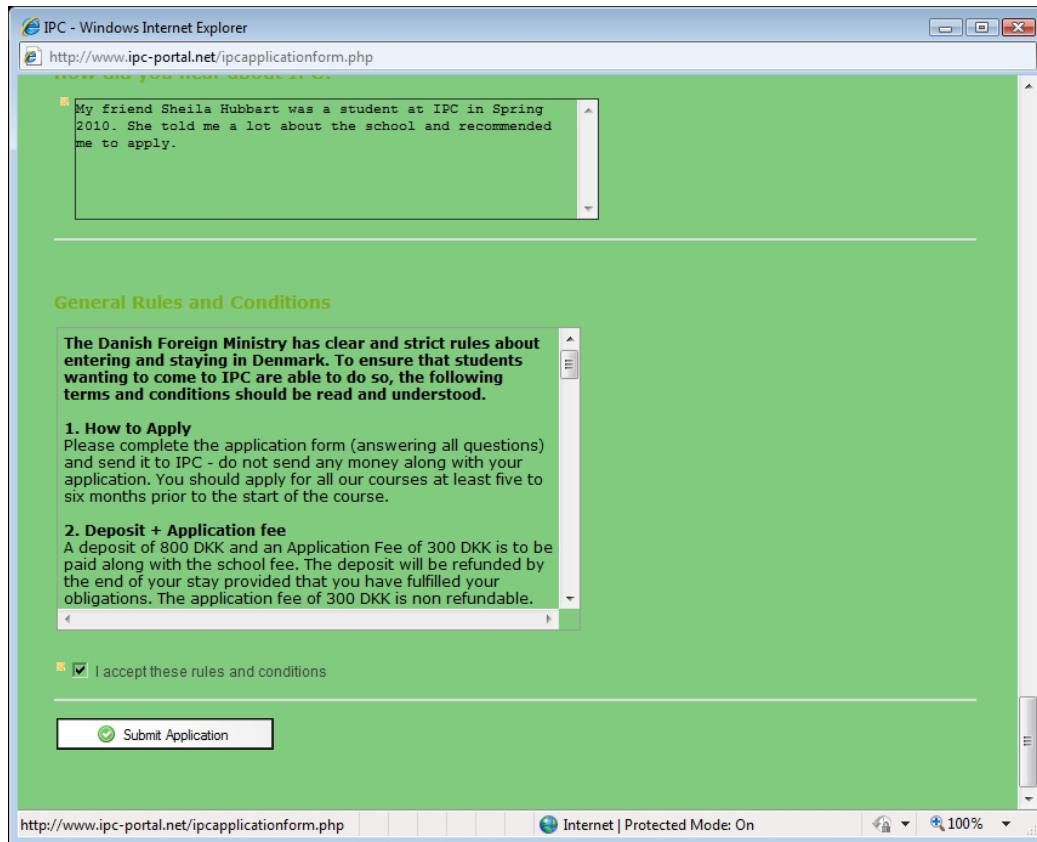 IPC - Windows Internet Explorer
http://www.ipc-portal.net/ipcapplicationform.php
How did you hear about IPC?
My friend Sheila Hubbart was a student at IPC in Spring
2010. She told me a lot about the school and recommended
me to apply.
General Rules and Conditions
The Danish Foreign Ministry has clear and strict rules about
entering and staying in Denmark. To ensure that students
wanting to come to IPC are able to do so, the following
terms and conditions should be read and understood.
1. How to Apply
Please complete the application form (answering all questions)
and send it to IPC - do not send any money along with your
application. You should apply for all our courses at least five to
six months prior to the start of the course.
2. Deposit + Application fee
A deposit of 800 DKK and an Application Fee of 300 DKK is to be
paid along with the school fee. The deposit will be refunded by
the end of your stay provided that you have fulfilled your
obligations. The application fee of 300 DKK is non refundable.
I accept these rules and conditions
Submit Application
http://www.ipc-portal.net/ipcapplicationform.php Internet | Protected Mode: On 100%